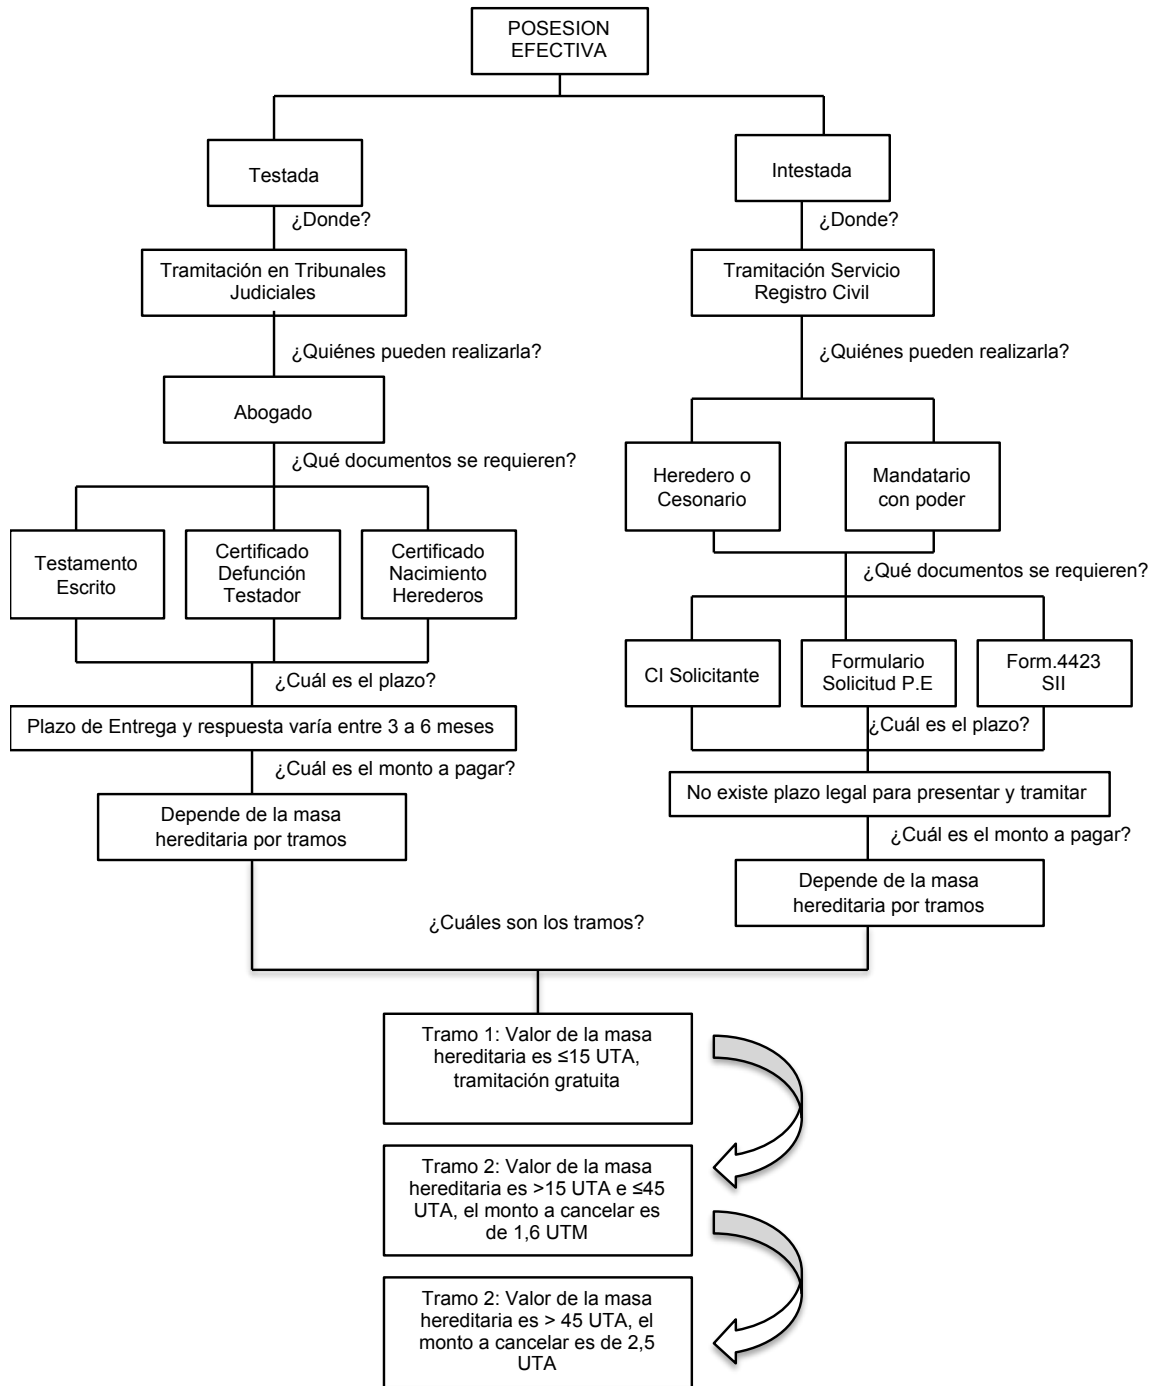 POSESION
EFECTIVA
Testada
¿Donde?
Tramitación en Tribunales
Judiciales
¿Quiénes pueden realizarla?
Abogado
¿Qué documentos se requieren?
Testamento
Escrito
Certificado
Defunción
Testador
Certificado
Nacimiento
Herederos
¿Cuál es el plazo?
Plazo de Entrega y respuesta varía entre 3 a 6 meses
¿Cuál es el monto a pagar?
Depende de la masa
hereditaria por tramos
Intestada
¿Donde?
Tramitación Servicio
Registro Civil
¿Quiénes pueden realizarla?
Heredero o
Cesonario
Mandatario
con poder
¿Qué documentos se requieren?
CI Solicitante
Formulario
Solicitud P.E
Form.4423
SII
¿Cuál es el plazo?
No existe plazo legal para presentar y tramitar
¿Cuál es el monto a pagar?
Depende de la masa
hereditaria por tramos
¿Cuáles son los tramos?
Tramo 1: Valor de la masa
hereditaria es ≤15 UTA,
tramitación gratuita
Tramo 2: Valor de la masa
hereditaria es >15 UTA e ≤45
UTA, el monto a cancelar es
de 1,6 UTM
Tramo 2: Valor de la masa
hereditaria es > 45 UTA, el
monto a cancelar es de 2,5
UTA